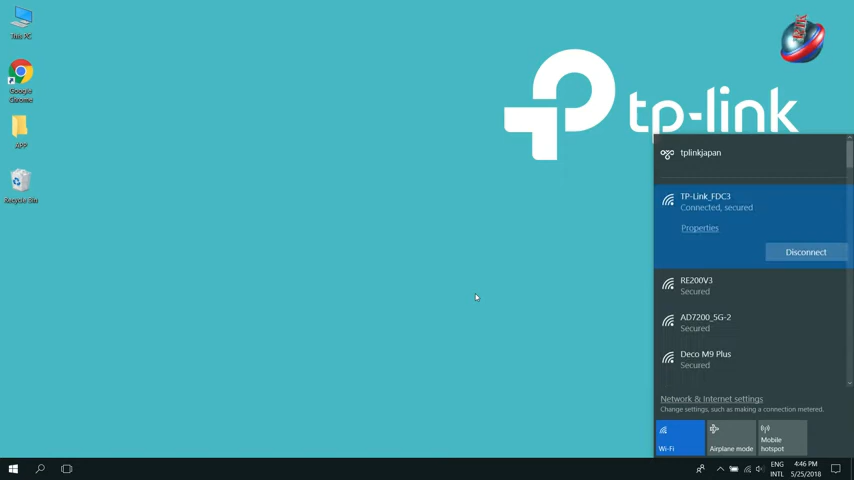 This PC
Google
Chrome
APP
Recycle Bin
tp-link
tplinkjapan
TP-Link_FDC3
Connected, secured
Properties
Disconnect
RE200V3
Secured
AD7200_5G-2
Secured
Deco M9 Plus
Secured
Network & Internet settings
Change settings, such as making a connection metered.
Wi-Fi
Airplane mode
Mobile
hotspot
ENG
INTL
4:46 PM
5/25/2018